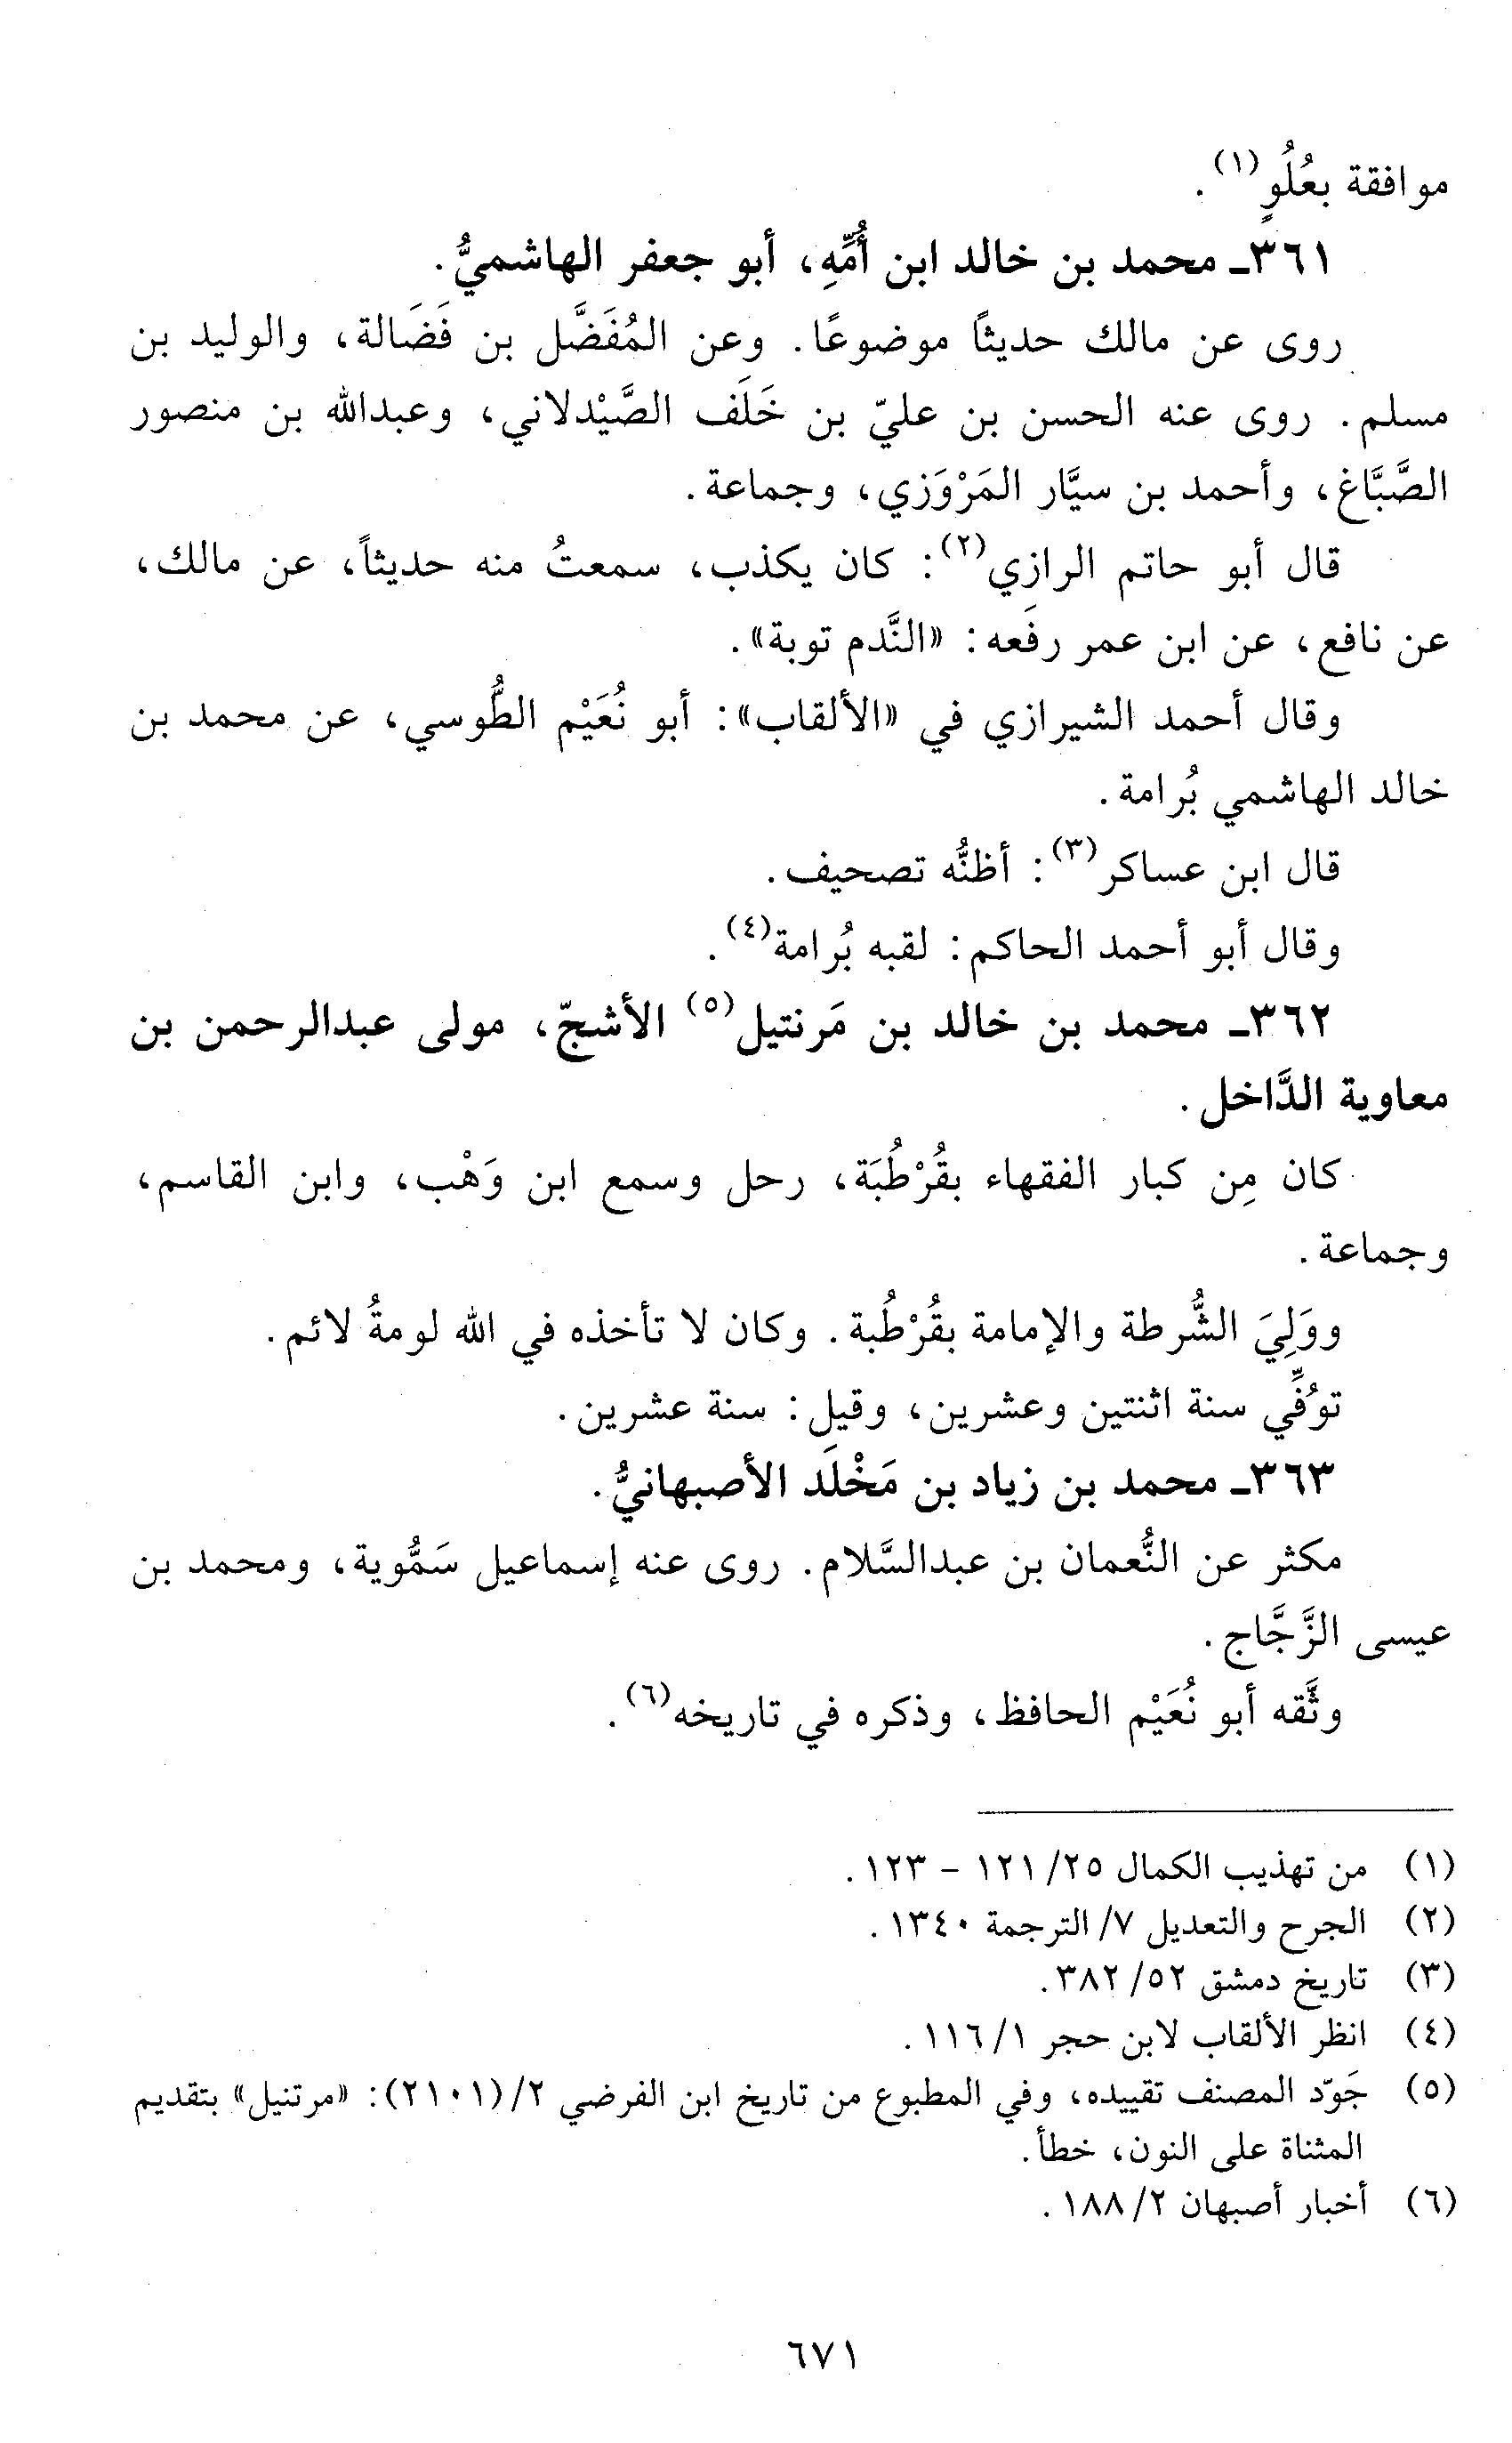 موافقة بعُلُوٍ(١).
٣٦١ـ محمد بن خالد ابن أُمِّهِ، أبو جعفر الهاشميُّ.
روى عن مالك حديثاً موضوعًا. وعن المُفَضَّل بن فَضَالة، والوليد بن
مسلم. روى عنه الحسن بن عليّ بن خَلَف الصَّيْدلاني، وعبدالله بن منصور
الصَّبَّاغ، وأحمد بن سيَّار المَرْوَزي، وجماعة.
قال أبو حاتم الرازي(٢): كان يكذب، سمعتُ منه حديثاً، عن مالك،
عن نافع، عن ابن عمر رفَعه: «النَّدم توبة».
وقال أحمد الشيرازي في «الألقاب»: أبو نُعَيْم الطُّوسي، عن محمد بن
خالد الهاشمي بُرامة.
قال ابن عساكر(٣): أظنُّه تصحيف.
وقال أبو أحمد الحاكم: لقبه بُرامة(٤).
٣٦٢ـ محمد بن خالد بن مَرنتيل(٥) الأشجّ، مولى عبدالرحمن بن
معاوية الدَّاخل.
كان مِن كبار الفقهاء بقُرْطُبَة، رحل وسمع ابن وَهْب، وابن القاسم،
وجماعة.
ووَلِيَ الشُّرطة والإمامة بقُرْطُبة. وكان لا تأخذه في الله لومةُ لائم.
توُفِّي سنة اثنتين وعشرين، وقيل: سنة عشرين.
٣٦٣ـ محمد بن زياد بن مَخْلَد الأصبهانيُّ.
مكثر عن النُّعمان بن عبدالسَّلام. روى عنه إسماعيل سَمُّوية، ومحمد بن
عيسى الزَّجَّاج.
وثَّقه أبو نُعَيْم الحافظ، وذكره في تاريخه(٦).
(١) من تهذيب الكمال ٢٥/ ١٢١ - ١٢٣.
(٢) الجرح والتعديل ٧/ الترجمة ١٣٤٠.
(٣) تاريخ دمشق ٥٢/ ٣٨٢.
(٤) انظر الألقاب لابن حجر ١/ ١١٦.
(٥) جَوّد المصنف تقييده، وفي المطبوع من تاريخ ابن الفرضي ٢/(٢١٠١): «مرتنيل» بتقديم
المثناة على النون، خطأ.
(٦) أخبار أصبهان ٢/ ١٨٨.
٦٧١